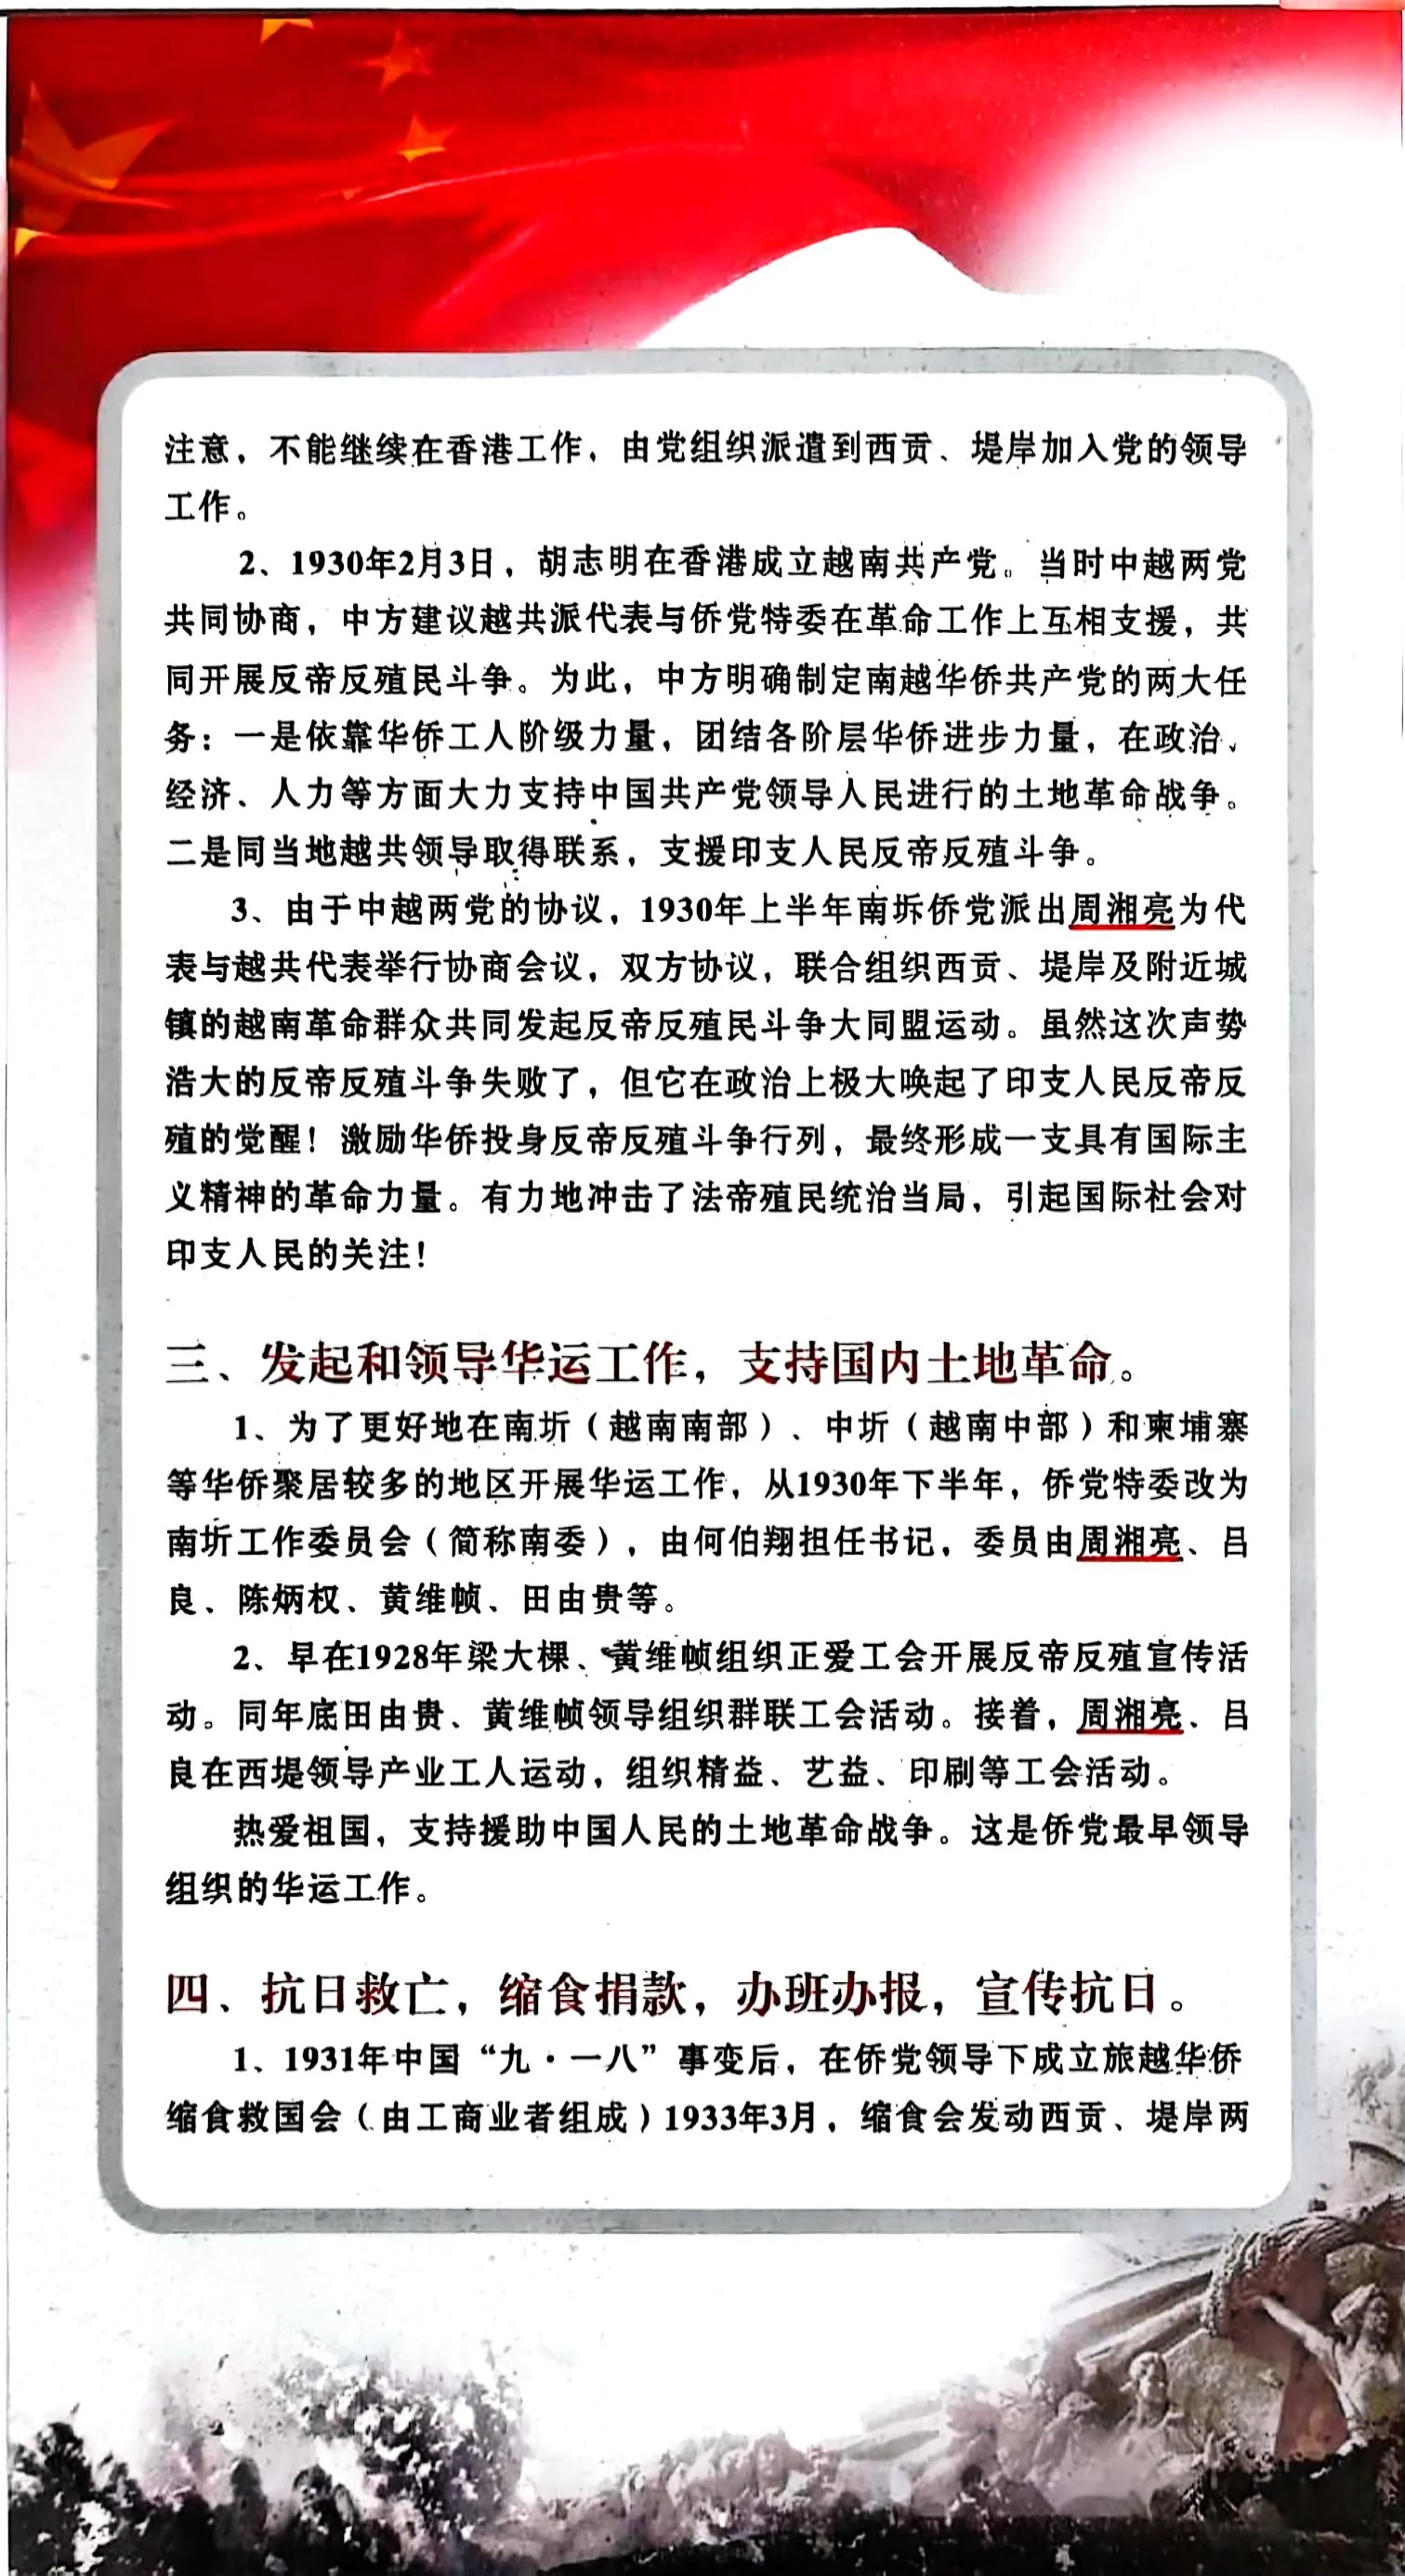 注意，不能继续在香港工作，由党组织派遣到西贡、堤岸加入党的领导
工作。
2、1930年2月3日，胡志明在香港成立越南共产党。当时中越两党
共同协商，中方建议越共派代表与侨党特委在革命工作上互相支援，共
同开展反帝反殖民斗争。为此，中方明确制定南越华侨共产党的两大任
务：一是依靠华侨工人阶级力量，团结各阶层华侨进步力量，在政治、
经济、人力等方面大力支持中国共产党领导人民进行的土地革命战争。
二是同当地越共领导取得联系，支援印支人民反帝反殖斗争。
3、由于中越两党的协议，1930年上半年南坼侨党派出周湘亮为代
表与越共代表举行协商会议，双方协议，联合组织西贡、堤岸及附近城
镇的越南革命群众共同发起反帝反殖民斗争大同盟运动。虽然这次声势
浩大的反帝反殖斗争失败了，但它在政治上极大唤起了印支人民反帝反
殖的觉醒！激励华侨投身反帝反殖斗争行列，最终形成一支具有国际主
义精神的革命力量。有力地冲击了法帝殖民统治当局，引起国际社会对
印支人民的关注！
三、发起和领导华运工作，支持国内土地革命。
1、为了更好地在南圻（越南南部）、中圻（越南中部）和柬埔寨
等华侨聚居较多的地区开展华运工作，从1930年下半年，侨党特委改为
南圻工作委员会（简称南委），由何伯翔担任书记，委员由周湘亮、吕
良、陈炳权、黄维帧、田由贵等。
2、早在1928年梁大棵、黄维帧组织正爱工会开展反帝反殖宣传活
动。同年底田由贵、黄维帧领导组织群联工会活动。接着，周湘亮、吕
良在西堤领导产业工人运动，组织精益、艺益、印刷等工会活动。
热爱祖国，支持援助中国人民的土地革命战争。这是侨党最早领导
组织的华运工作。
四、抗日救亡，缩食捐款，办班办报，宣传抗日。
1、1931年中国“九·一八”事变后，在侨党领导下成立旅越华侨
缩食救国会（由工商业者组成）1933年3月，缩食会发动西贡、堤岸两